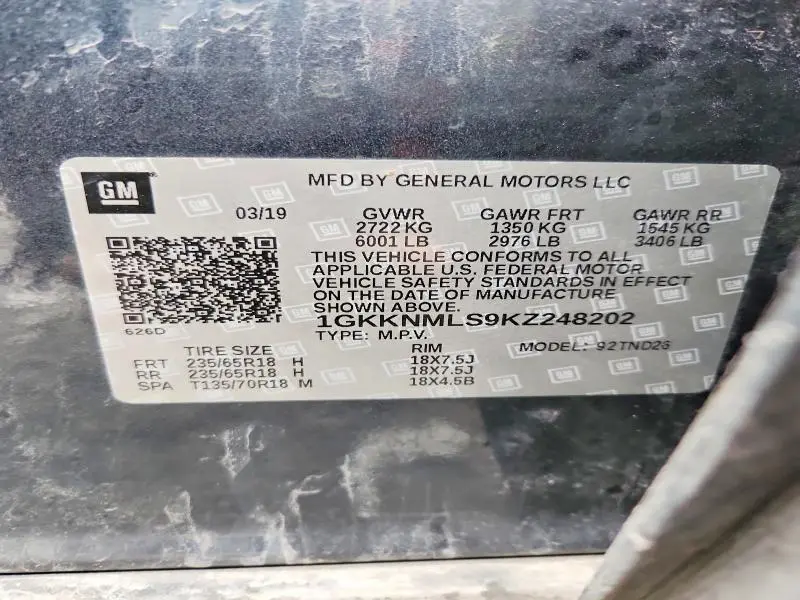 GM
MFD BY GENERAL MOTORS LLC
03/19 GVWR GAWR FRT GAWR RR
2722 KG 1350 KG 1545 KG
6001 LB 2976 LB 3406 LB
THIS VEHICLE CONFORMS TO ALL
APPLICABLE U.S. FEDERAL MOTOR
VEHICLE SAFETY STANDARDS IN EFFECT
ON THE DATE OF MANUFACTURE
SHOWN ABOVE.
626D
1GKKNMLS9KZ248202
TYPE: M.P.V. MODEL: 92TND26
TIRE SIZE RIM
FRT 235/65R18 H 18X7.5J
RR 235/65R18 H 18X7.5J
SPA T135/70R18 M 18X4.5B